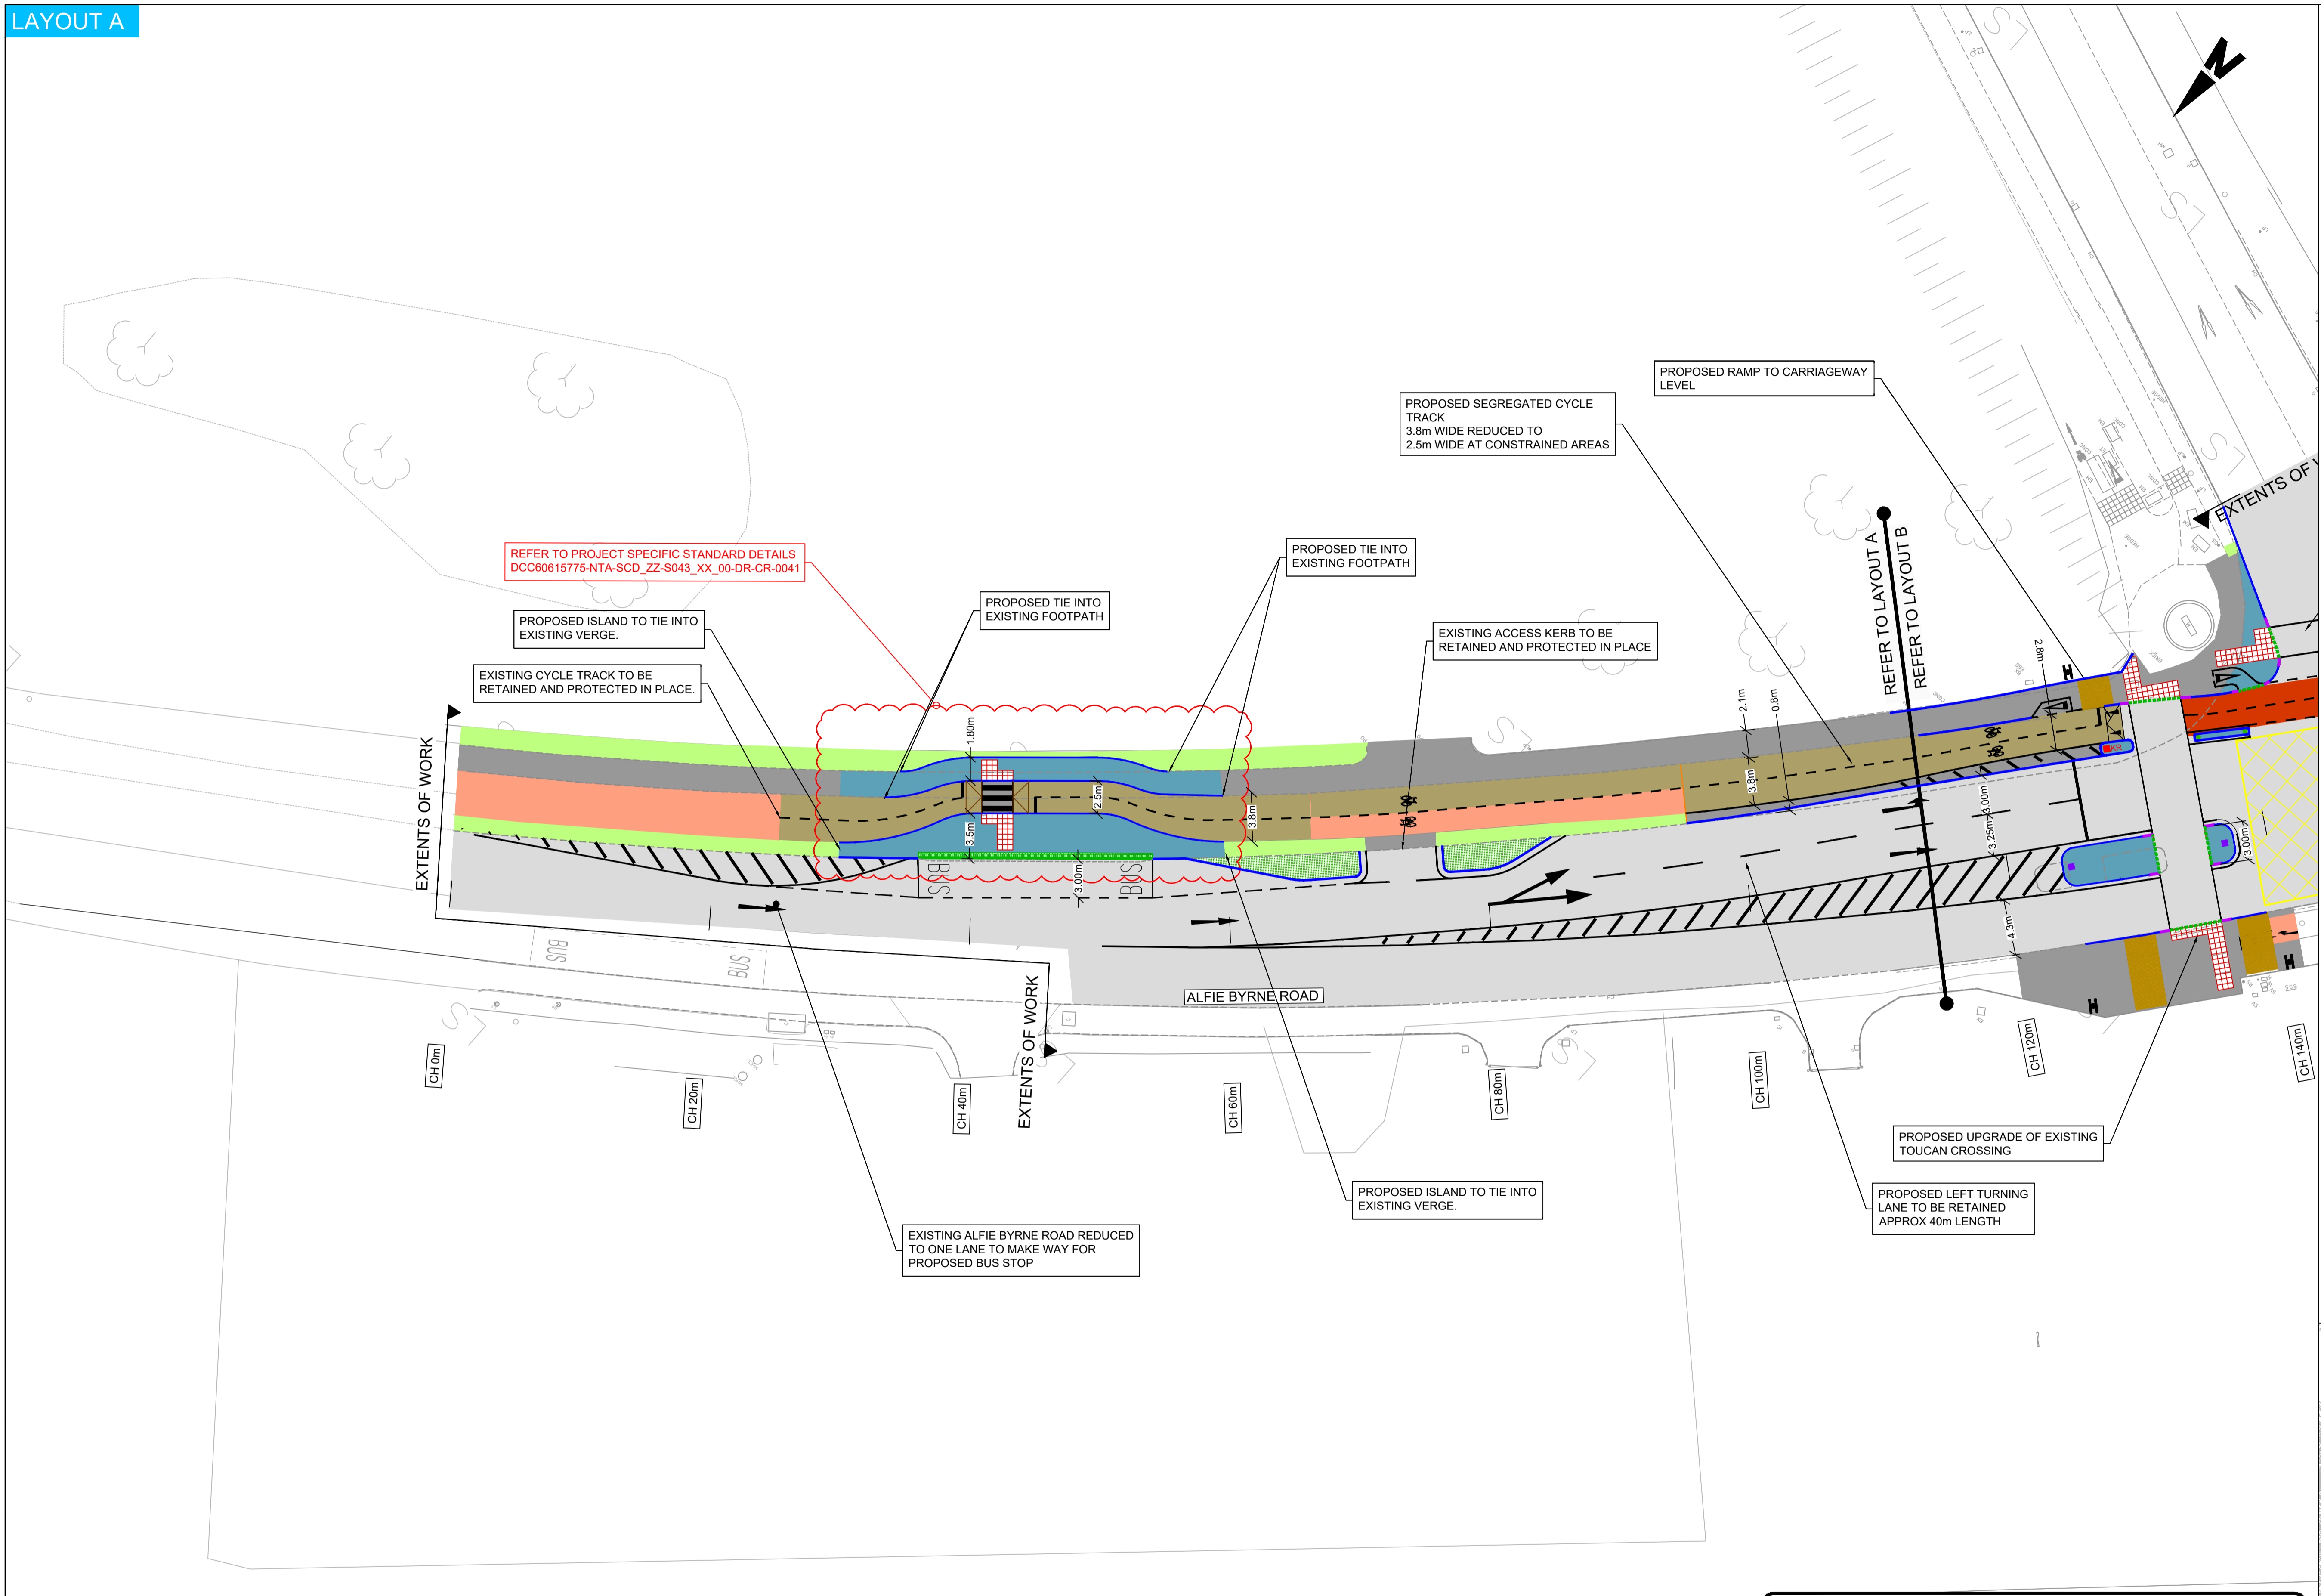 LAYOUT A
N
PROPOSED RAMP TO CARRIAGEWAY
LEVEL
PROPOSED SEGREGATED CYCLE
TRACK
3.8m WIDE REDUCED TO
2.5m WIDE AT CONSTRAINED AREAS
EXTENTS OF
REFER TO LAYOUT A
REFER TO LAYOUT B
REFER TO PROJECT SPECIFIC STANDARD DETAILS
DCC60615775-NTA-SCD_ZZ-S043_XX_00-DR-CR-0041
PROPOSED TIE INTO
EXISTING FOOTPATH
PROPOSED TIE INTO
EXISTING FOOTPATH
PROPOSED ISLAND TO TIE INTO
EXISTING VERGE.
EXISTING ACCESS KERB TO BE
RETAINED AND PROTECTED IN PLACE
EXISTING CYCLE TRACK TO BE
RETAINED AND PROTECTED IN PLACE.
2.8m
2.1m
0.8m
1.80m
2.5m
3.5m
3.8m
3.8m
3.00m
3.00m
3.25m
3.00m
4.3m
KR
EXTENTS OF WORK
BUS
BUS
BUS
BUS
ALFIE BYRNE ROAD
EXTENTS OF WORK
CH 0m
CH 20m
CH 40m
CH 60m
CH 80m
CH 100m
CH 120m
CH 140m
PROPOSED UPGRADE OF EXISTING
TOUCAN CROSSING
PROPOSED ISLAND TO TIE INTO
EXISTING VERGE.
PROPOSED LEFT TURNING
LANE TO BE RETAINED
APPROX 40m LENGTH
EXISTING ALFIE BYRNE ROAD REDUCED
TO ONE LANE TO MAKE WAY FOR
PROPOSED BUS STOP